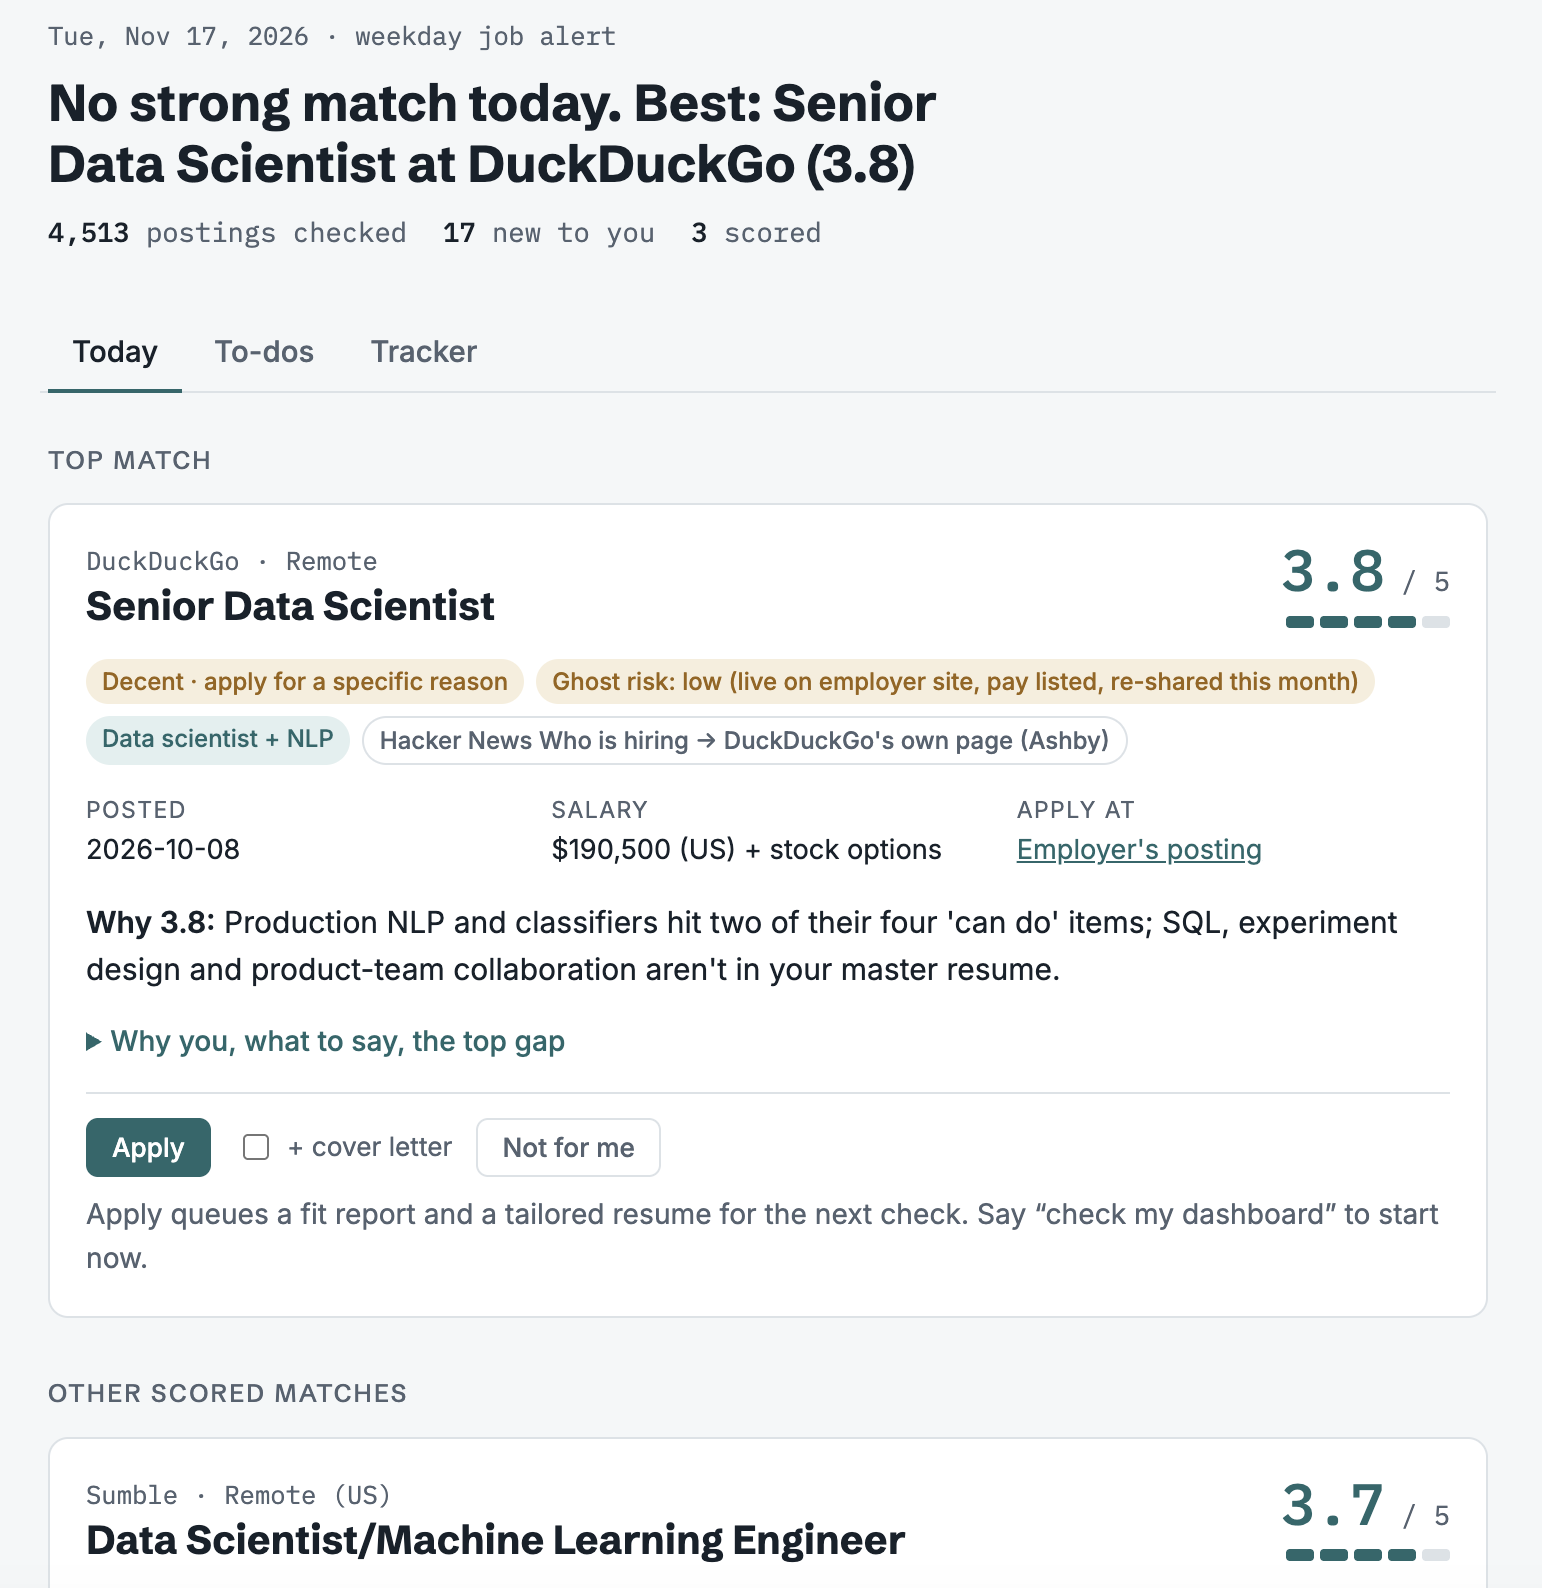 Tue, Nov 17, 2026 · weekday job alert
No strong match today. Best: Senior
Data Scientist at DuckDuckGo (3.8)
4,513 postings checked 17 new to you 3 scored
Today To-dos Tracker
TOP MATCH
DuckDuckGo · Remote
3.8 / 5
Senior Data Scientist
Decent · apply for a specific reason Ghost risk: low (live on employer site, pay listed, re-shared this month)
Data scientist + NLP Hacker News Who is hiring → DuckDuckGo's own page (Ashby)
POSTED SALARY APPLY AT
2026-10-08 $190,500 (US) + stock options Employer's posting
Why 3.8: Production NLP and classifiers hit two of their four 'can do' items; SQL, experiment
design and product-team collaboration aren't in your master resume.
▶ Why you, what to say, the top gap
Apply + cover letter Not for me
Apply queues a fit report and a tailored resume for the next check. Say “check my dashboard” to start
now.
OTHER SCORED MATCHES
Sumble · Remote (US)
3.7 / 5
Data Scientist/Machine Learning Engineer